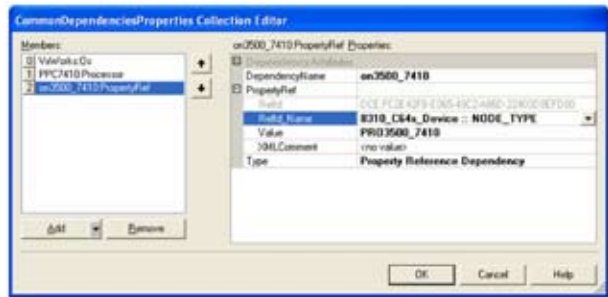 CommonDependenciesProperties Collection Editor
Members:
0 VxWorks:Os
1 PPC7410:Processor
2 on3500_7410:PropertyRef
Add
Remove
on3500_7410:PropertyRef Properties:
Dependency Attributes
DependencyName on3500_7410
PropertyRef
RefId
RefId_Name 8310_C64x_Device :: NODE_TYPE
Value PRO3500_7410
XMLComment <no value>
Type Property Reference Dependency
OK
Cancel
Help